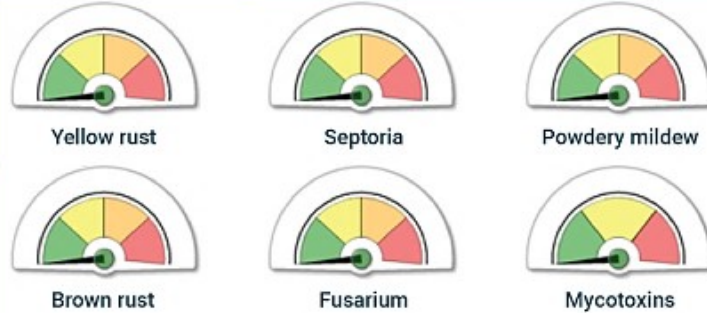 Yellow rust
Septoria
Powdery mildew
Brown rust
Fusarium
Mycotoxins